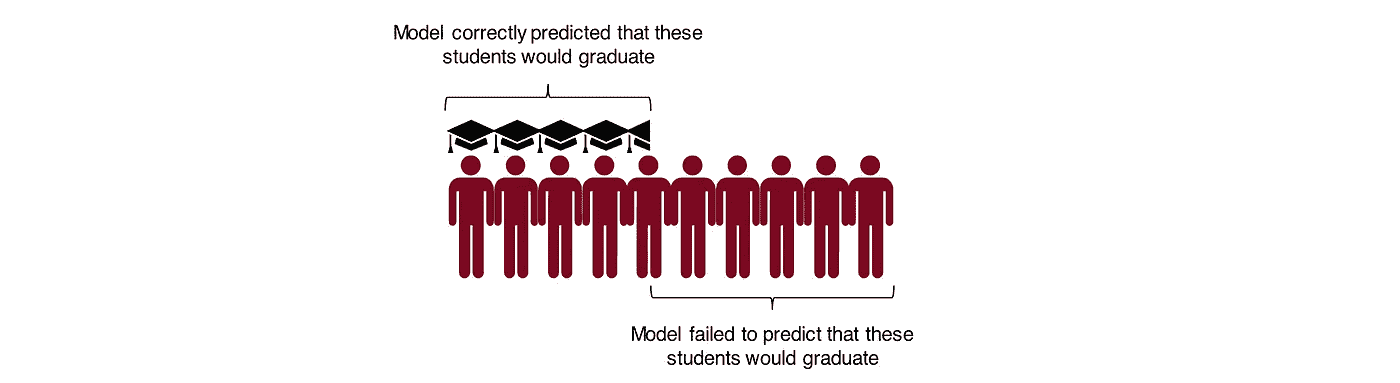 Model correctly predicted that these
students would graduate
Model failed to predict that these
students would graduate